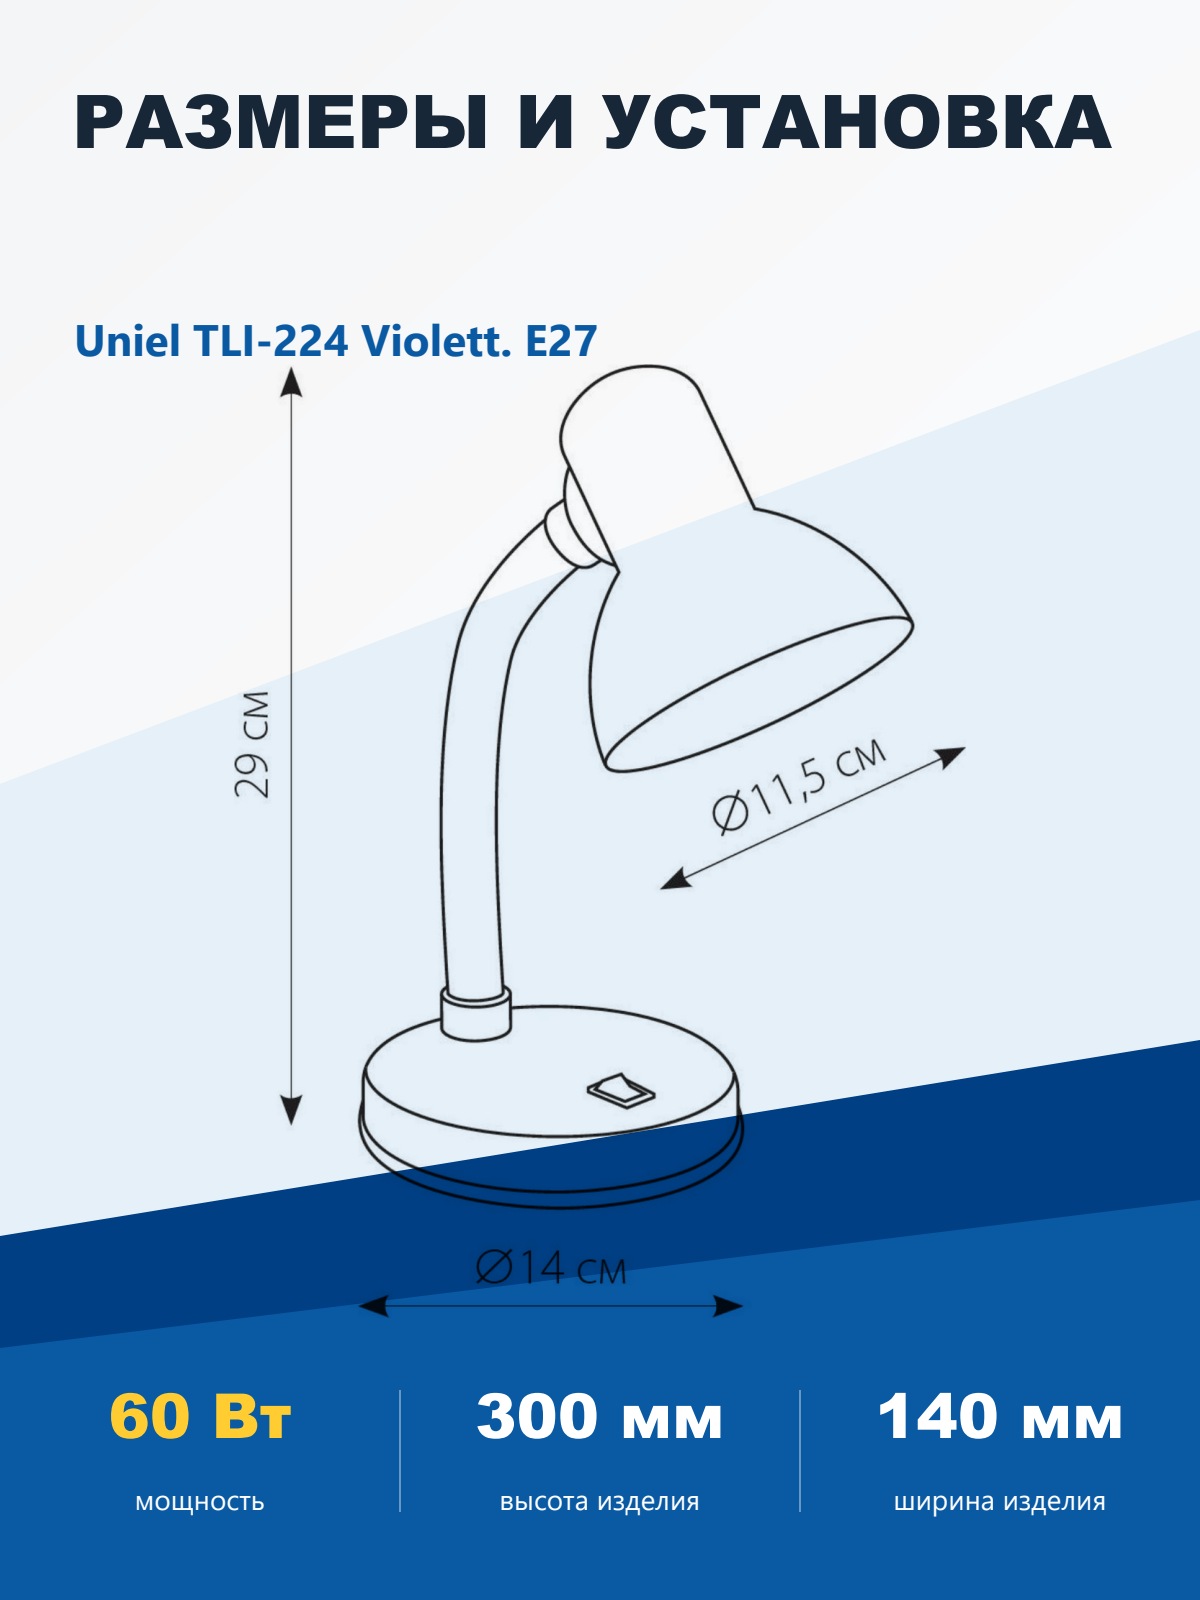 РАЗМЕРЫ И УСТАНОВКА
Uniel TLI-224 Violett. E27
29 см
Ø11,5 см
Ø14 см
60 Вт
мощность
300 мм
высота изделия
140 мм
ширина изделия